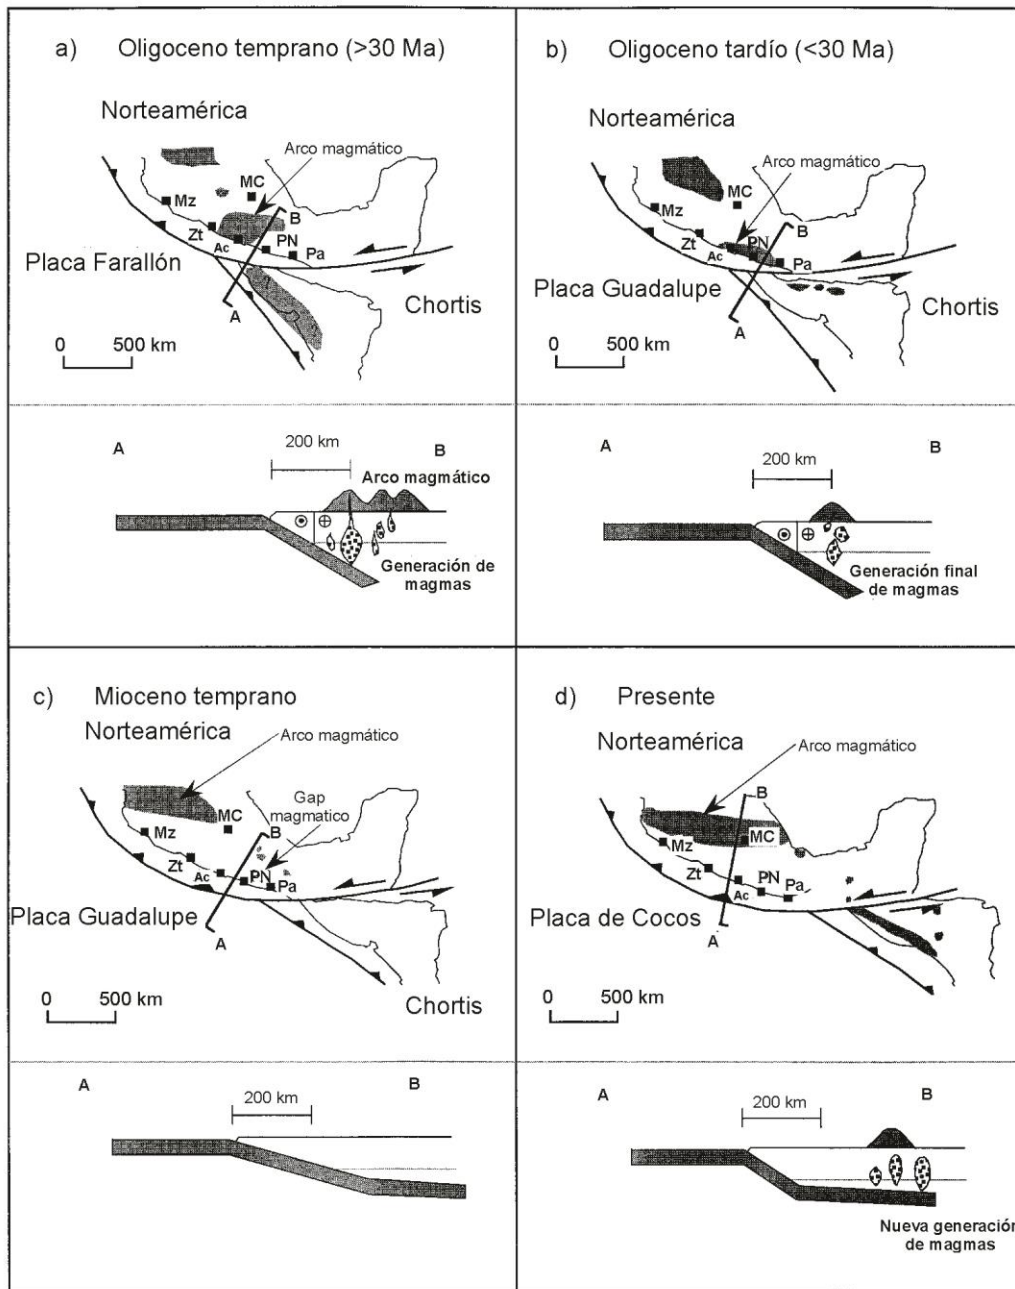 a) Oligoceno temprano (>30 Ma)
Norteamérica
Arco magmático
MC
Mz
B
Zt
Ac
PN
Pa
Placa Farallón
A
Chortis
0 500 km
A
200 km
B
Arco magmático
Generación de
magmas
b) Oligoceno tardío (<30 Ma)
Norteamérica
Arco magmático
MC
Mz
B
Zt
PN
Ac
Pa
Placa Guadalupe
A
Chortis
0 500 km
A
200 km
B
Generación final
de magmas
c) Mioceno temprano
Norteamérica
Arco magmático
MC
Gap
magmatico
Mz
B
Zt
Ac
PN
Pa
Placa Guadalupe
A
Chortis
0 500 km
A
200 km
B
d) Presente
Norteamérica
Arco magmático
B
MC
Mz
Zt
PN
Ac
Pa
Placa de Cocos
A
0 500 km
A
200 km
B
Nueva generación
de magmas